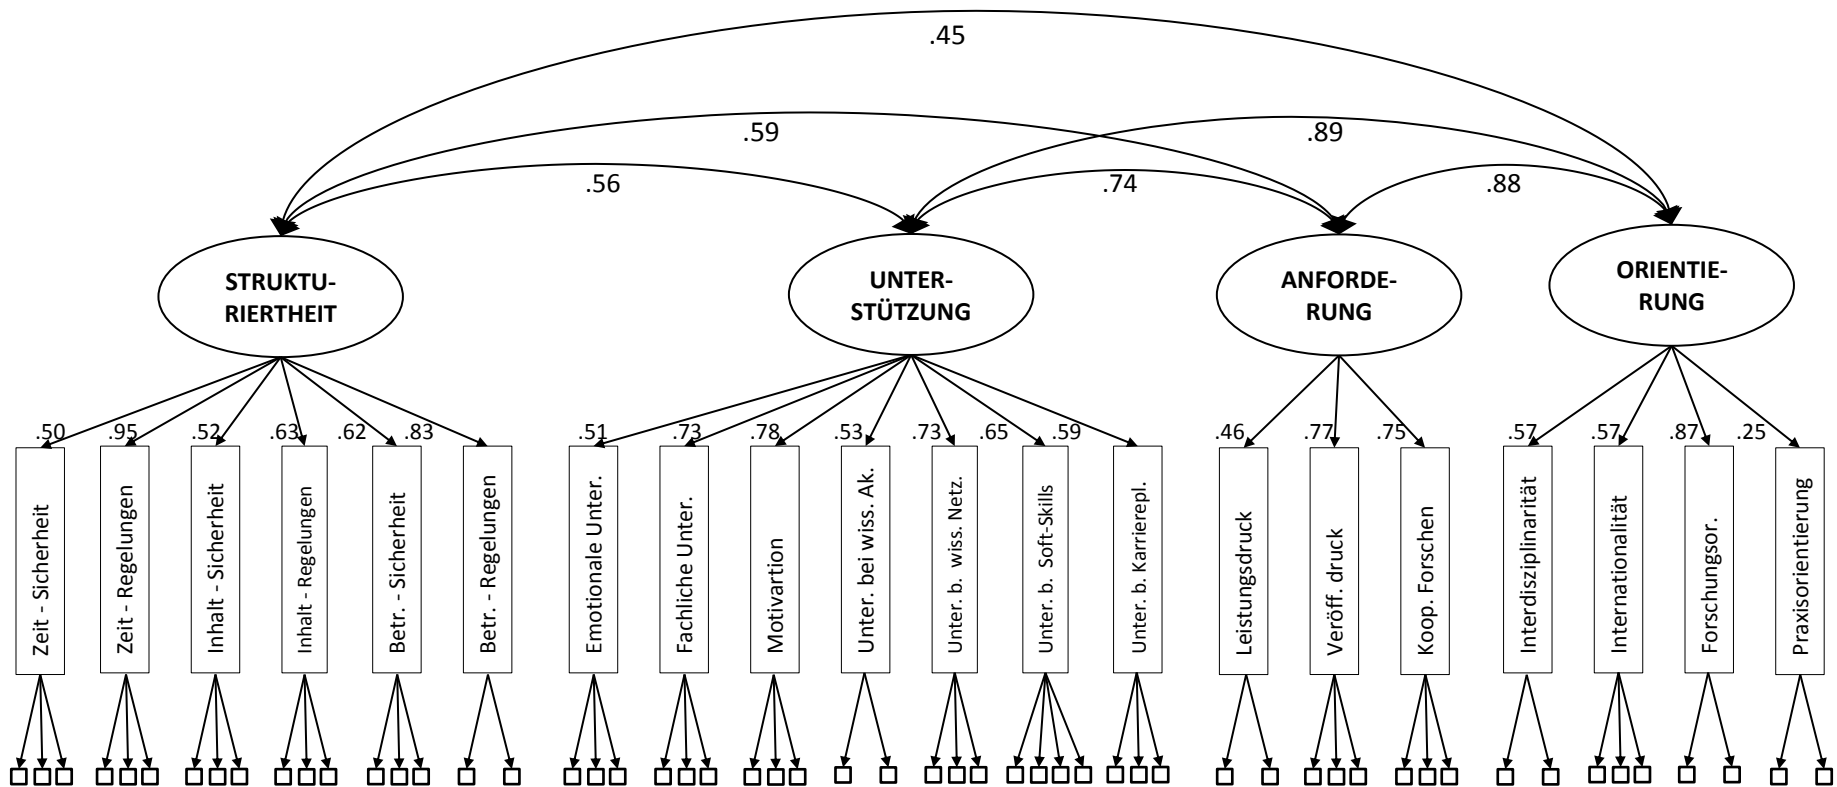 .45
.59
.89
.56
.74
.88
STRUKTU-
RIERTHEIT
UNTER-
STÜTZUNG
ANFORDE-
RUNG
ORIENTIE-
RUNG
.50
.95
.52
.63
.62
.83
.51
.73
.78
.53
.73
.65
.59
.46
.77
.75
.57
.57
.87
.25
Zeit - Sicherheit
Zeit - Regelungen
Inhalt - Sicherheit
Inhalt - Regelungen
Betr. - Sicherheit
Betr. - Regelungen
Emotionale Unter.
Fachliche Unter.
Motivartion
Unter. bei wiss. Ak.
Unter. b. wiss. Netz.
Unter. b. Soft-Skills
Unter. b. Karrierepl.
Leistungsdruck
Veröff. druck
Koop. Forschen
Interdisziplinarität
Internationalität
Forschungsor.
Praxisorientierung